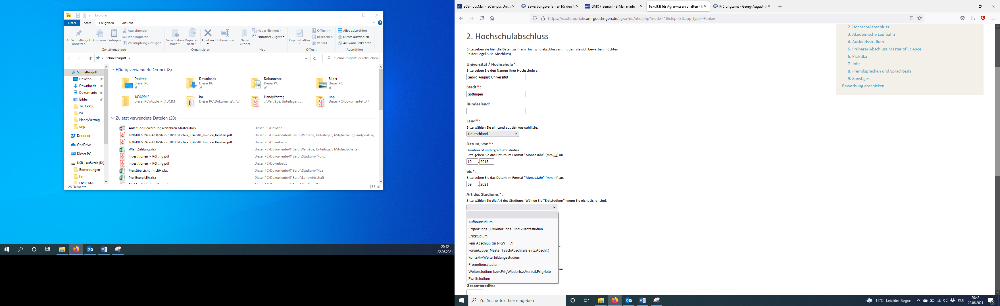 Explorer
Datei Start Freigeben Ansicht
An Schnellzugriff anheften
Kopieren
Einfügen
Ausschneiden
Pfad kopieren
Verknüpfung einfügen
Zwischenablage
Verschieben nach
Kopieren nach
Löschen
Umbenennen
Organisieren
Neuer Ordner
Neues Element
Einfacher Zugriff
Neu
Eigenschaften
Öffnen
Bearbeiten
Verlauf
Öffnen
Alles auswählen
Nichts auswählen
Auswahl umkehren
Auswählen
Schnellzugriff
"Schnellzugriff" durchsuchen
Schnellzugriff
Desktop
Downloads
Dokumente
Bilder
140APPLE
ba
HandyVertrag
unp
Dropbox
OneDrive
Dieser PC
USB-Laufwerk (D:)
Bewerbungen
fin
HPSCANS
Häufig verwendete Ordner (8)
Desktop
Dieser PC
Downloads
Dieser PC
Dokumente
Dieser PC
Bilder
Dieser PC
140APPLE
Dieser PC\Apple iP...\DCIM
ba
Dieser PC\Dokumente\...\7
HandyVertrag
...\Verträge, Unterlagen, ...
unp
Dieser PC\Dokumente\...\7
Zuletzt verwendete Dateien (20)
Anleitung Bewerbungsverfahren Master.docx Dieser PC\Desktop
169fd012-59ca-423f-9636-61853190c69a_3142581_Invoice_Kersten.pdf Dieser PC\Dokumente\01Beruf\Verträge, Unterlagen, Mitgliedsc...\HandyVertrag
169fd012-59ca-423f-9636-61853190c69a_3142581_Invoice_Kersten.pdf Dieser PC\Downloads
Wlan Zahlung.xlsx Dieser PC\Dokumente\01Beruf\Verträge, Unterlagen, Mitgliedschaften
Investitionen_-_Pötting.pdf Dieser PC\Dokumente\01Beruf\Studium\7\unp
Investitionen_-_Pötting.pdf Dieser PC\Downloads
Preisübersicht im LEH.xlsx Dieser PC\Dokumente\01Beruf\Studium\7\ba
Prei Beere LEh.xlsx Dieser PC\Dokumente\01Beruf\Landwirtschaft
28 Elemente
20:42
22.06.2021
eCampusMail - eCampus Unive
Bewerbungsverfahren für den M
GMX Freemail - E-Mail made in
Fakultät für Agrarwissenschaften - B
Prüfungsamt - Georg-August-U
https://masterportale.uni-goettingen.de/agrar/de/phd.php?mode=1&step=2&app_type=#anker
2. Hochschulabschluss
Bitte geben sie hier die Daten zu ihrem Hochschulabschluss an mit dem sie sich bewerben möchten
(in der Regel B.Sc. Abschluss)
Universität / Hochschule * :
Bitte geben Sie den Namen Ihrer Hochschule an.
Georg-August-Universität
Stadt * :
Göttingen
Bundesland:
Land * :
Bitte wählen Sie ein Land aus der Auswahlliste.
Deutschland
Datum, von * :
Duration of undergraduate studies.
Bitte geben Sie das Datum im Format "Monat.Jahr" (mm.jjjj) an.
10 . 2018
bis * :
Bitte geben Sie das Datum im Format "Monat.Jahr" (mm.jjjj) an.
09 . 2021
Art des Studiums * :
Bitte wählen Sie die Art des Studiums. Wählen Sie "Erststudium", wenn Sie nicht sicher sind.
Aufbaustudium
Ergänzungs-,Erweiterungs- und Zusatzstudien
Erststudium
kein Abschluß (in NRW = 7)
ein.
konsekutiver Master (BachAbschl.als einz.Abschl.)
Kontakt-/Weiterbildungsstudium
Promotionsstudium
an.
Weiterstudium bzw.PrfgWiederh.z.Verb.d.PrfgNote
Zweitstudium
Gesamtcredits:
2. Hochschulabschluss
3. Akademische Laufbahn
4. Auslandsstudium
5. Früherer Abschluss Master of Science
6. Praktika
7. Jobs
8. Fremdsprachen und Sprachtests
9. Sonstiges
Bewerbung abschicken
Zur Suche Text hier eingeben
14°C Leichter Regen
DEU
20:42
22.06.2021
5